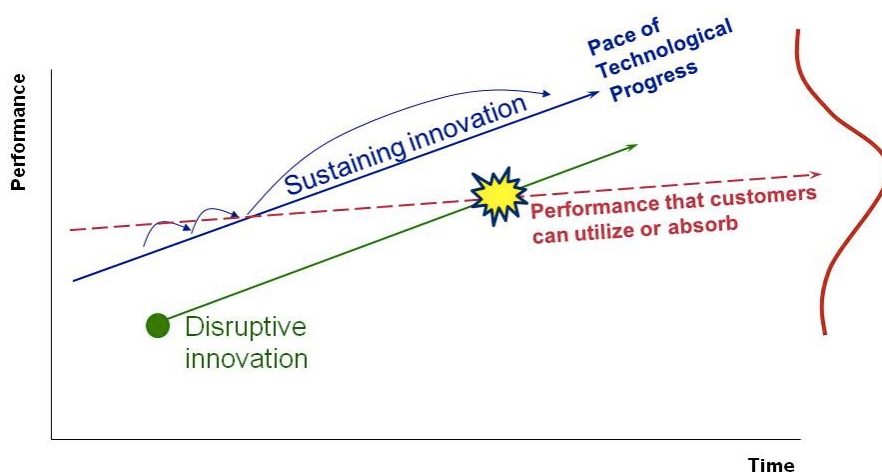 Pace of
Technological
Progress
Performance
Sustaining innovation
Performance that customers
can utilize or absorb
Disruptive
innovation
Time